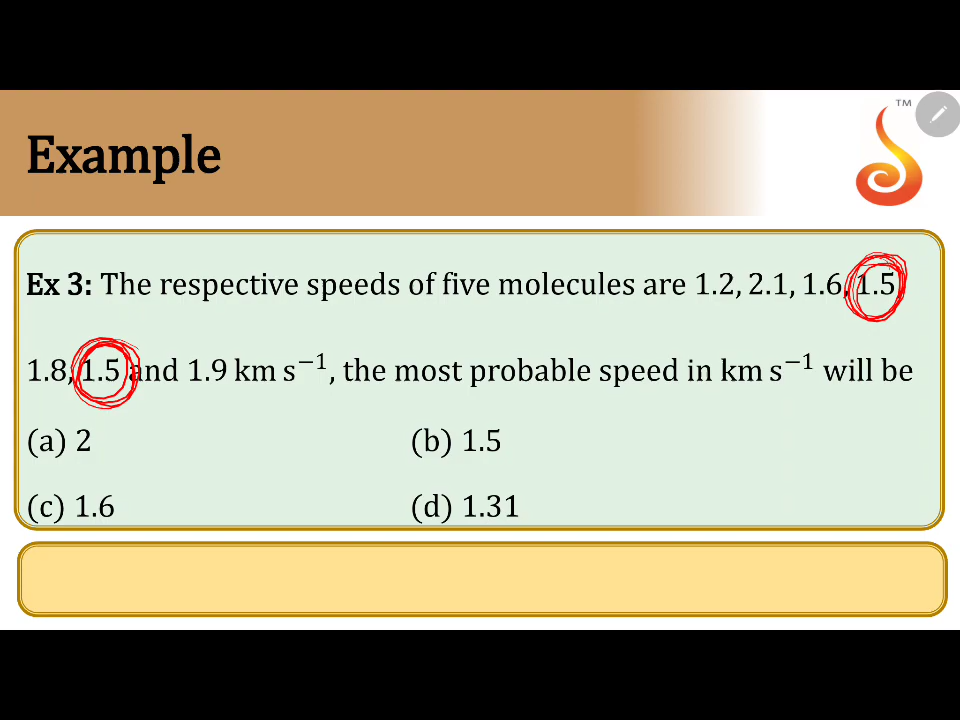 TM
Example
Ex 3: The respective speeds of five molecules are 1.2, 2.1, 1.6, 1.5,
1.8, 1.5 and 1.9 km s⁻¹, the most probable speed in km s⁻¹ will be
(a) 2 (b) 1.5
(c) 1.6 (d) 1.31